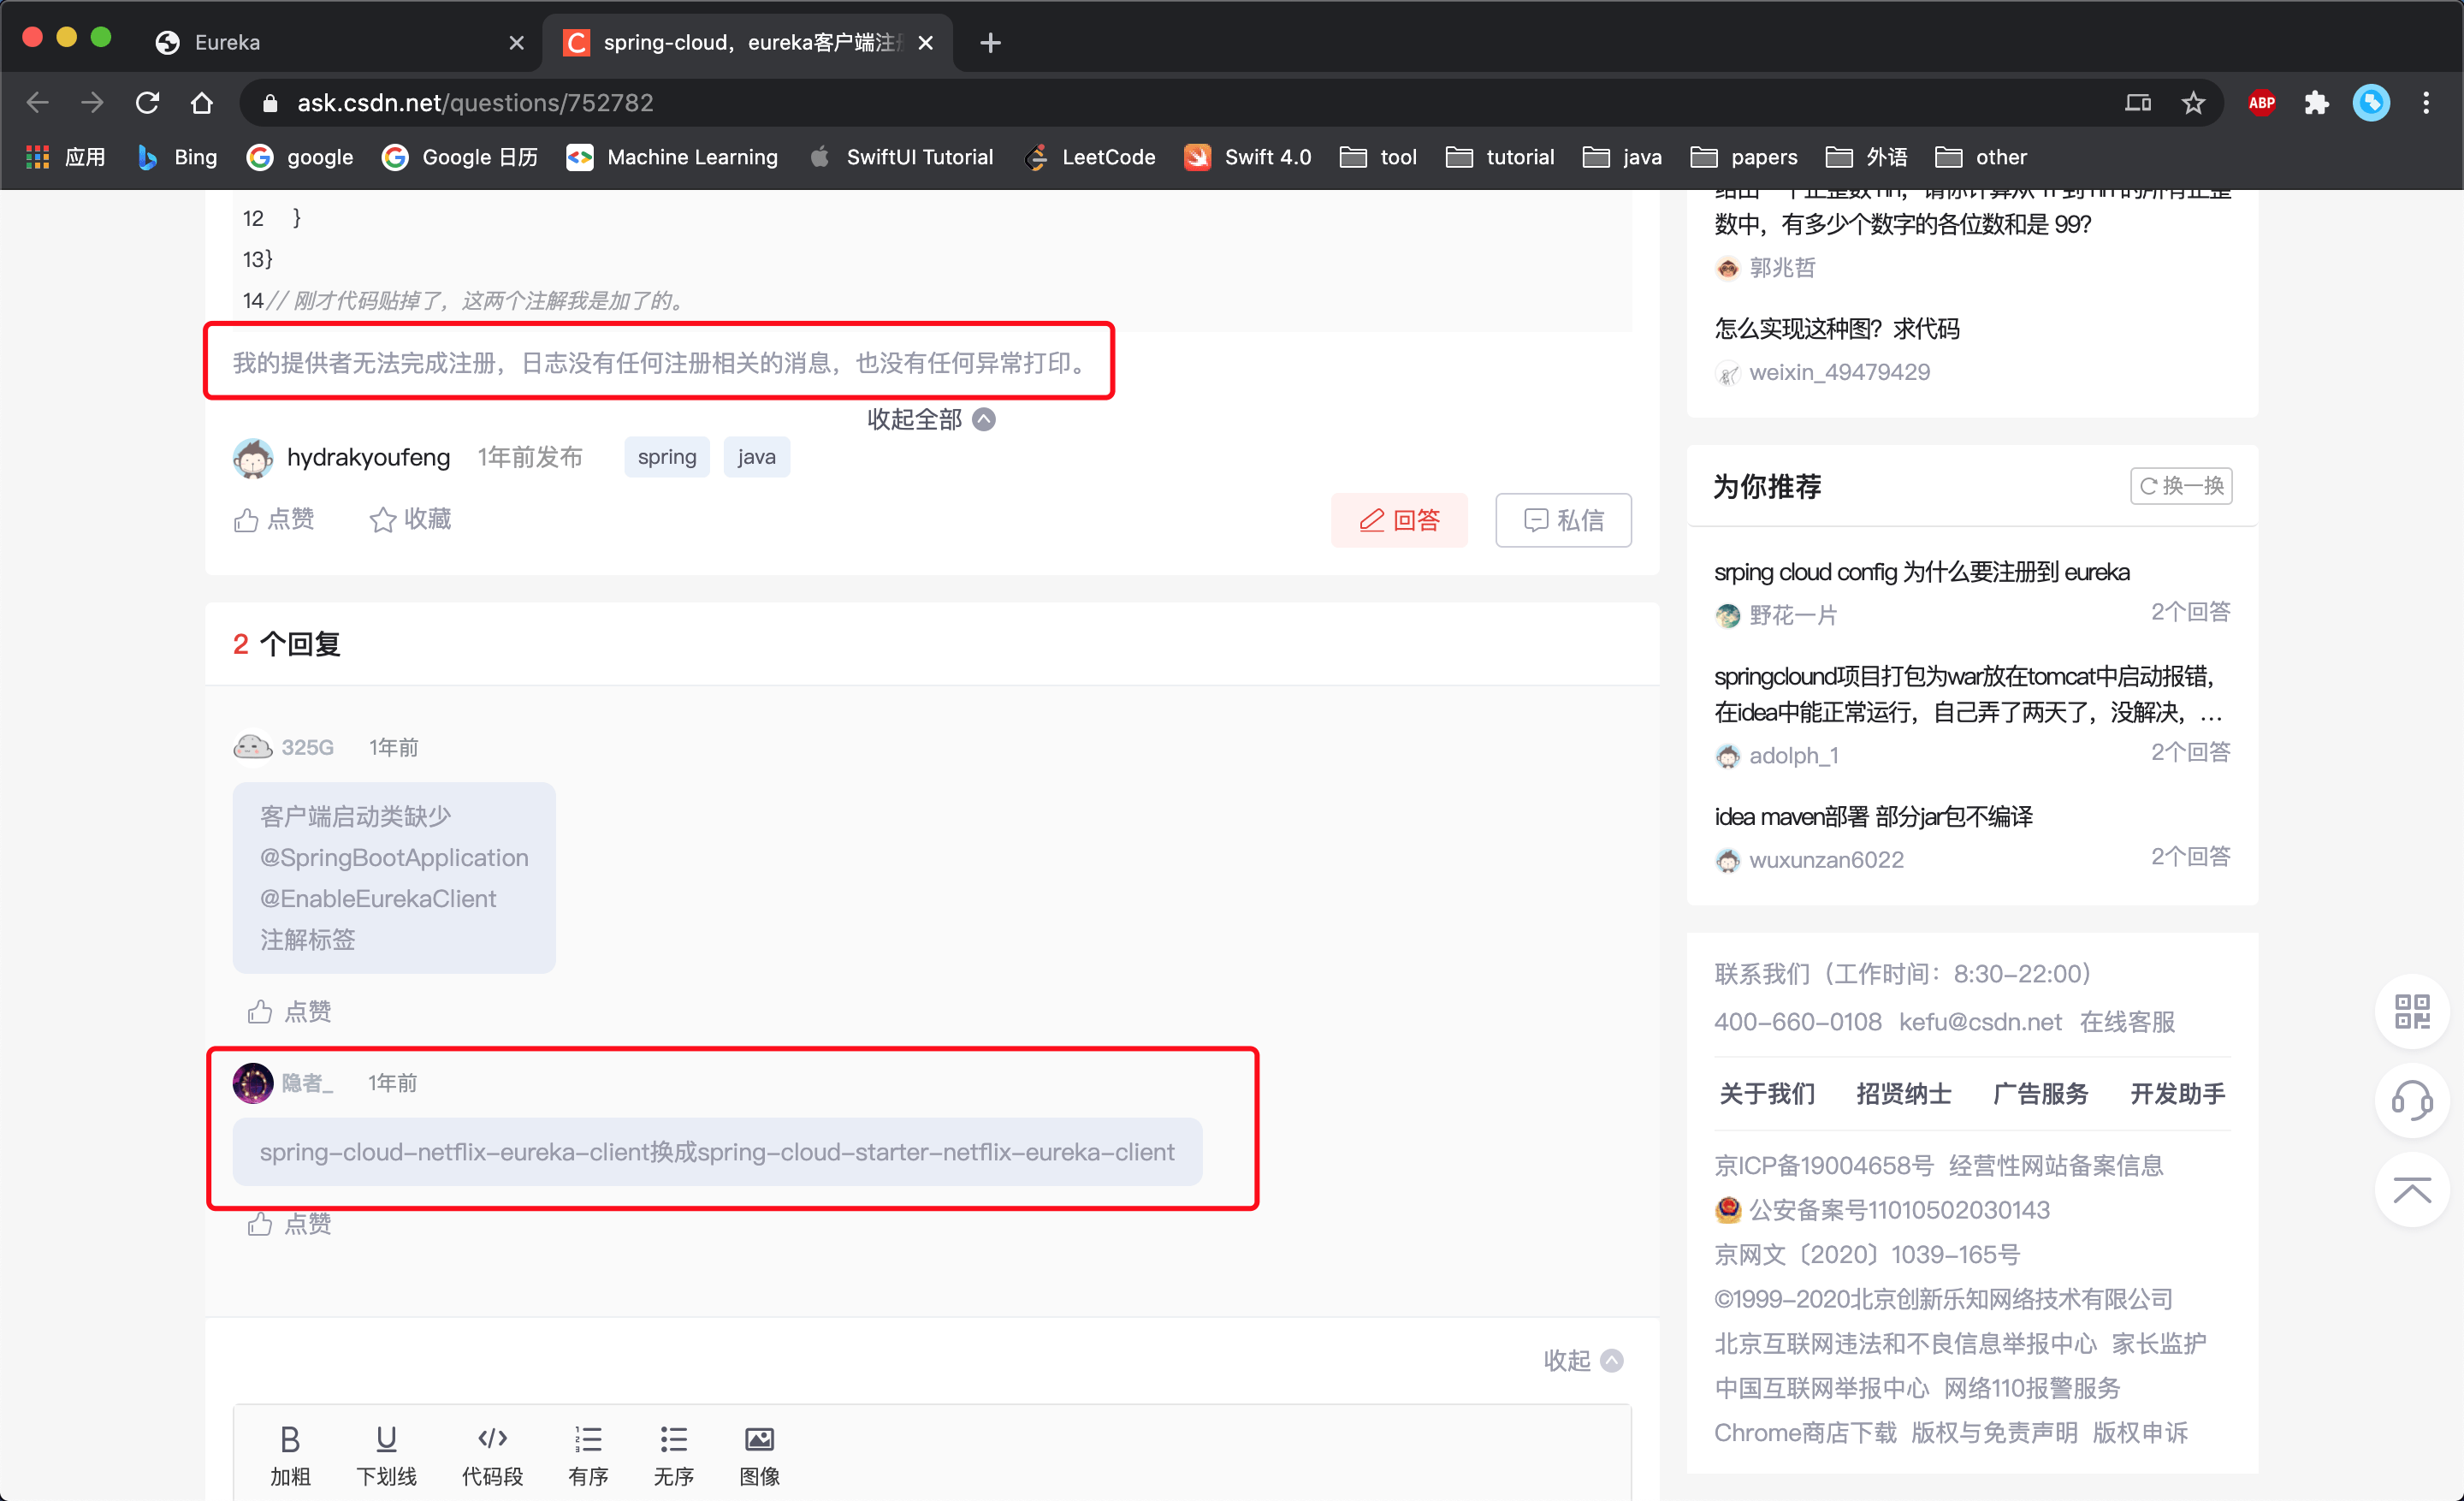 Eureka
spring-cloud，eureka客户端注册
ask.csdn.net/questions/752782
ABP
应用
Bing
google
Google 日历
Machine Learning
SwiftUI Tutorial
LeetCode
Swift 4.0
tool
tutorial
java
papers
外语
other
12 }
13}
14// 刚才代码贴掉了，这两个注解我是加了的。
我的提供者无法完成注册，日志没有任何注册相关的消息，也没有任何异常打印。
收起全部
hydrakyoufeng 1年前发布 spring java
点赞 收藏 回答 私信
2 个回复
325G 1年前
客户端启动类缺少
@SpringBootApplication
@EnableEurekaClient
注解标签
点赞
隐者_ 1年前
spring-cloud-netflix-eureka-client换成spring-cloud-starter-netflix-eureka-client
点赞
收起
B U </>
加粗 下划线 代码段 有序 无序 图像
数中，有多少个数字的各位数和是 99?
郭兆哲
怎么实现这种图？求代码
weixin_49479429
为你推荐 换一换
srping cloud config 为什么要注册到 eureka
野花一片 2个回答
springclound项目打包为war放在tomcat中启动报错，
在idea中能正常运行，自己弄了两天了，没解决，...
adolph_1 2个回答
idea maven部署 部分jar包不编译
wuxunzan6022 2个回答
联系我们（工作时间：8:30-22:00）
400-660-0108 kefu@csdn.net 在线客服
关于我们 招贤纳士 广告服务 开发助手
京ICP备19004658号 经营性网站备案信息
公安备案号11010502030143
京网文〔2020〕1039-165号
©1999-2020北京创新乐知网络技术有限公司
北京互联网违法和不良信息举报中心 家长监护
中国互联网举报中心 网络110报警服务
Chrome商店下载 版权与免责声明 版权申诉